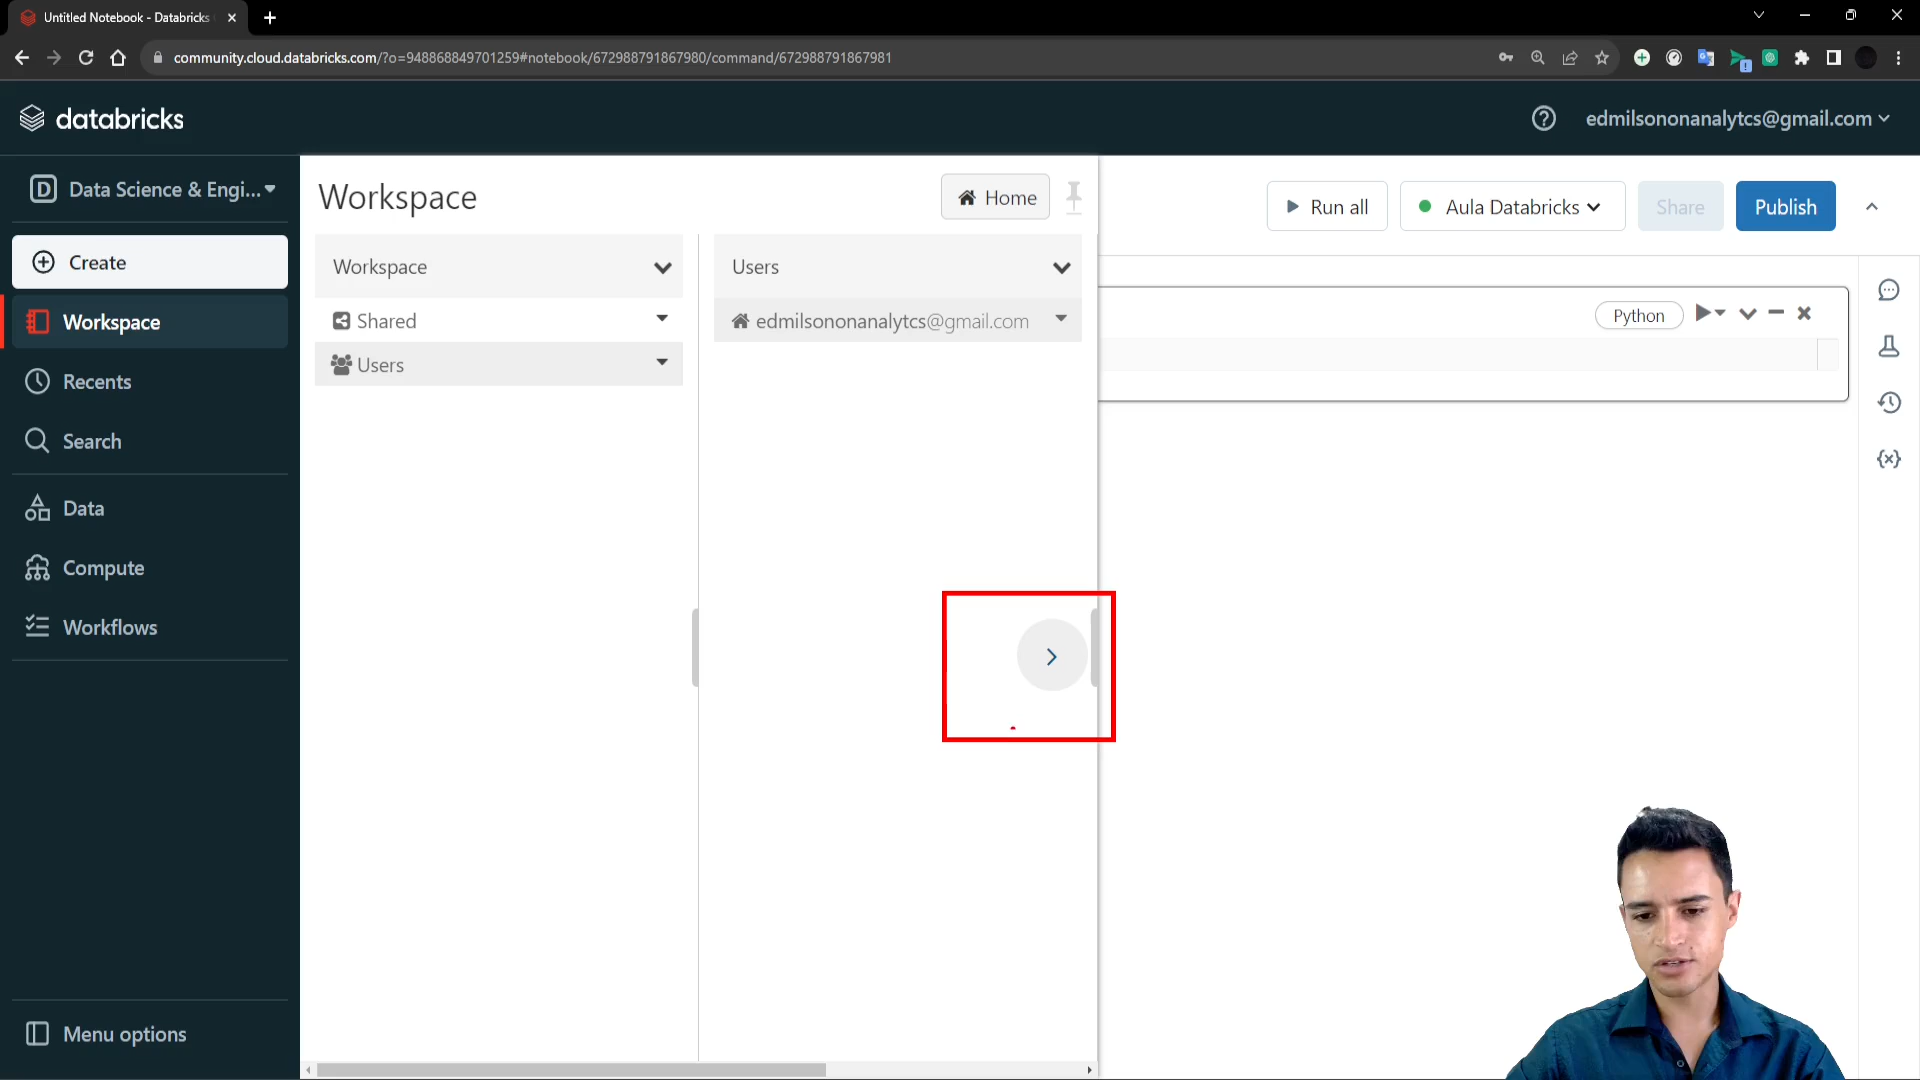 Untitled Notebook - Databricks
community.cloud.databricks.com/?o=948868849701259#notebook/672988791867980/command/672988791867981
databricks
edmilsononanalytcs@gmail.com
Data Science & Engi...
Workspace
Home
Run all
Aula Databricks
Share
Publish
Create
Workspace
Users
Workspace
Shared
edmilsononanalytcs@gmail.com
Python
Users
Recents
Search
Data
Compute
Workflows
Menu options